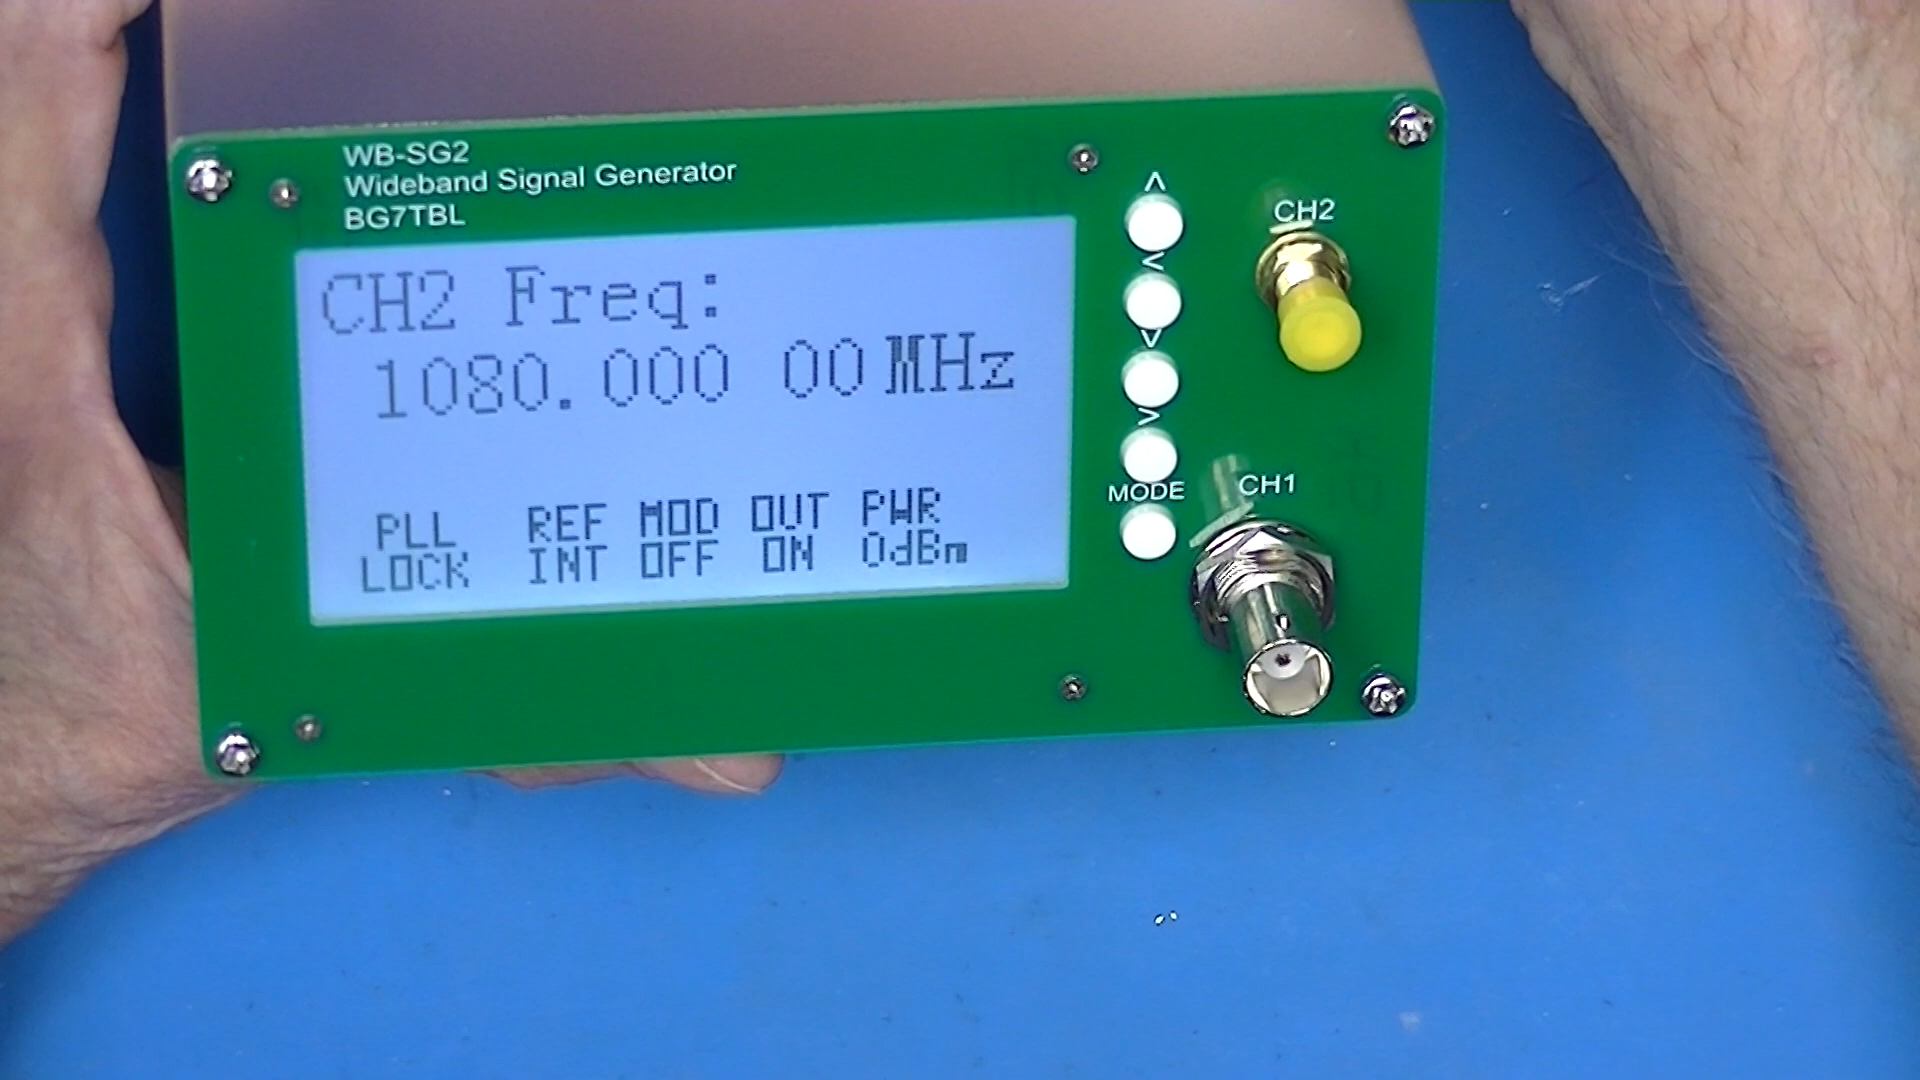 WB-SG2
Wideband Signal Generator
BG7TBL
CH2 Freq:
1080.000 00MHz
PLL REF MOD OUT PWR
LOCK INT OFF ON 0dBm
^
v
<
>
MODE
CH2
CH1